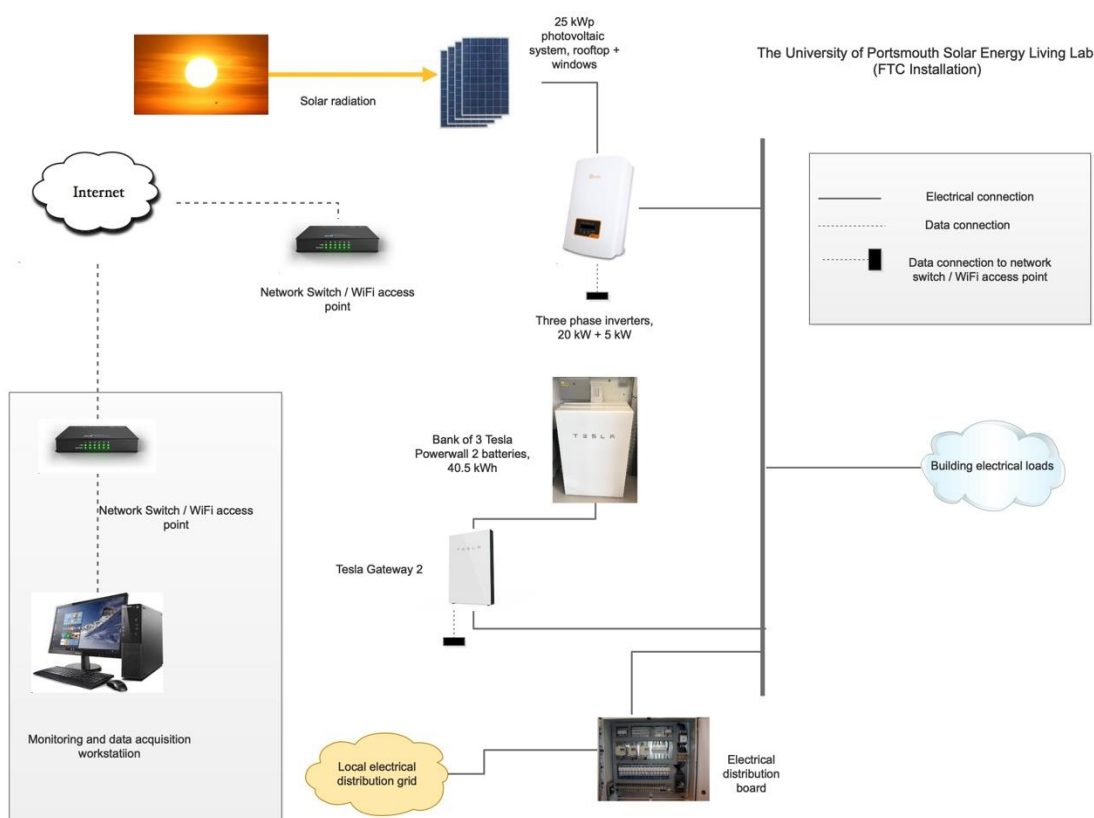 25 kWp
photovoltaic
system, rooftop +
windows
The University of Portsmouth Solar Energy Living Lab
(FTC Installation)
Solar radiation
Internet
Electrical connection
Data connection
Data connection to network
switch / WiFi access point
Network Switch / WiFi access
point
Three phase inverters,
20 kW + 5 kW
TESLA
Bank of 3 Tesla
Powerwall 2 batteries,
40.5 kWh
Building electrical loads
Network Switch / WiFi access
point
TESLA
Tesla Gateway 2
Monitoring and data acquisition
workstatiion
Local electrical
distribution grid
Electrical
distribution
board